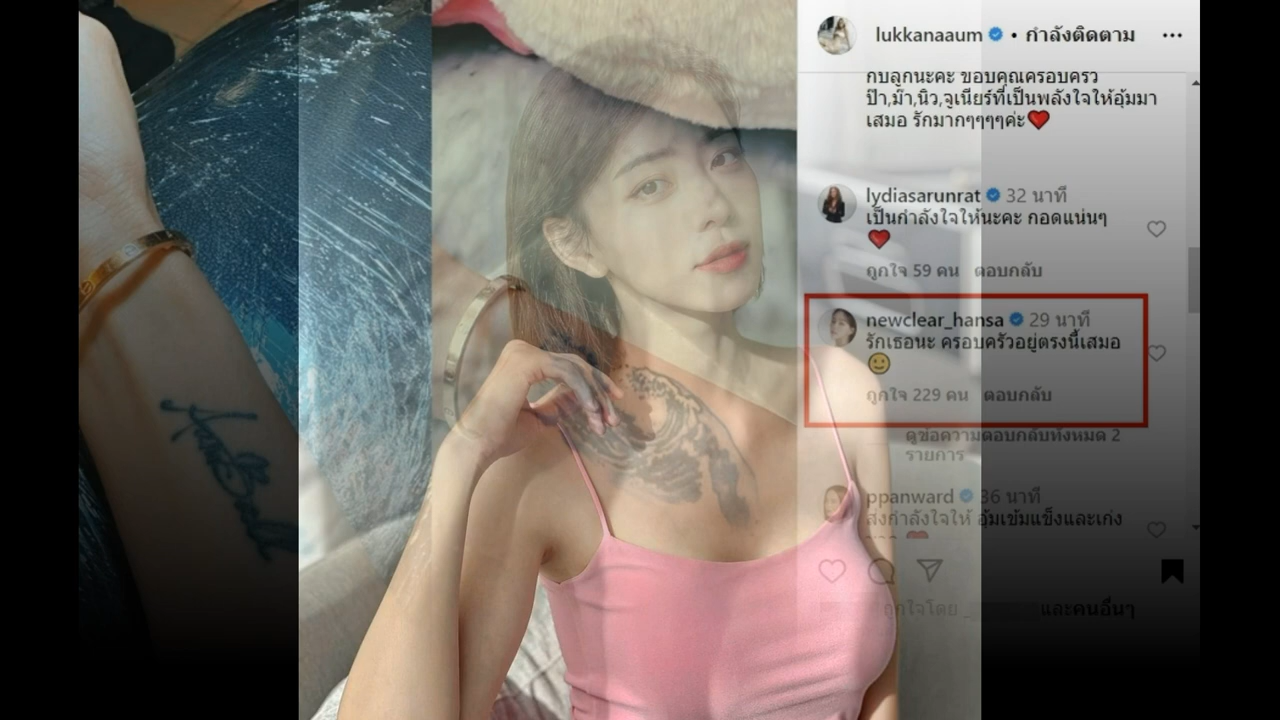 lukkanaaum • กำลังติดตาม
กับลูกนะคะ ขอบคุณครอบครัว
ป๊า,ม๊า,นิว,จูเนียร์ที่เป็นพลังใจให้อุ้มมา
เสมอ รักมากๆๆๆๆค่ะ❤️
lydiasarunrat 32 นาที
เป็นกำลังใจให้นะคะ กอดแน่นๆ
❤️
ถูกใจ 59 คน ตอบกลับ
newclear_hansa 29 นาที
รักเธอนะ ครอบครัวอยู่ตรงนี้เสมอ
🙂
ถูกใจ 229 คน ตอบกลับ
ดูข้อความตอบกลับทั้งหมด 2
รายการ
ppanward 36 นาที
ส่งกำลังใจให้ อุ้มเข้มแข็งและเก่ง
ถูกใจโดย และคนอื่นๆ